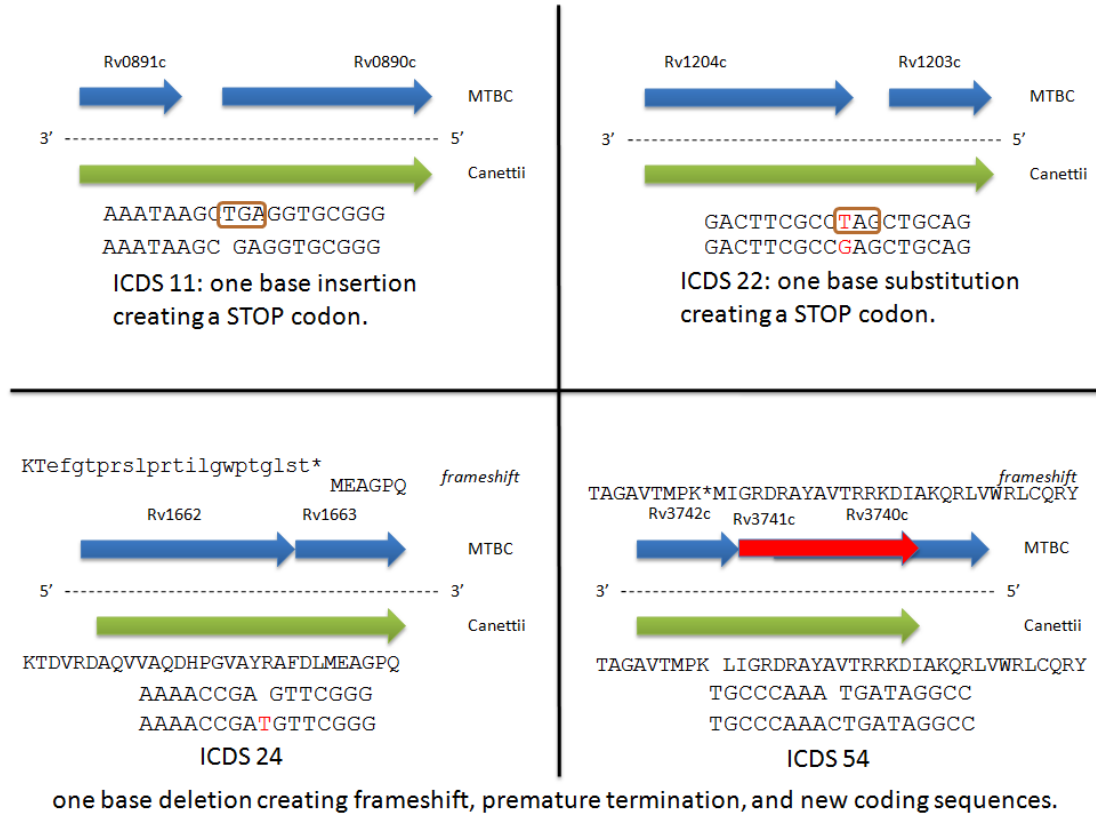 Rv0891c Rv0890c
MTBC
3’ 5’
Canettii
AAATAAGCTGAGGTGCGGG
AAATAAGC GAGGTGCGGG
ICDS 11: one base insertion
creating a STOP codon.
Rv1204c Rv1203c
MTBC
3’ 5’
Canettii
GACTTCGCCTAGCTGCAG
GACTTCGCCGAGCTGCAG
ICDS 22: one base substitution
creating a STOP codon.
KTefgtprslprtilgwptglst*
MEAGPQ
frameshift
Rv1662 Rv1663
MTBC
5’ 3’
Canettii
KTDVRDAQVVAQDHPGVAYRAFDLMEAGPQ
AAAACCGA GTTCGGG
AAAACCGATGTTCGGG
ICDS 24
frameshift
TAGAVTMPK*MIGRDRAYAVTRRKDIAKQRLVWRLCQRY
Rv3742c Rv3741c Rv3740c
MTBC
3’ 5’
Canettii
TAGAVTMPK LIGRDRAYAVTRRKDIAKQRLVWRLCQRY
TGCCCAAA TGATAGGCC
TGCCCAAACTGATAGGCC
ICDS 54
one base deletion creating frameshift, premature termination, and new coding sequences.